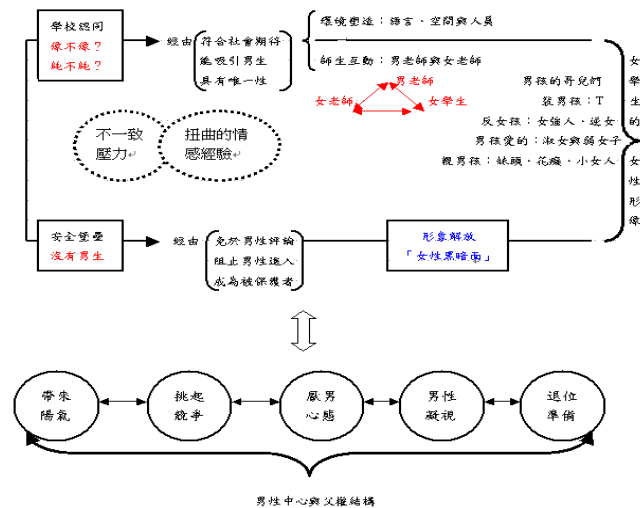 學校認同
像不像？
純不純？
經由
符合社會期待
能吸引男生
具有唯一性
環境塑造：語言、空間與人員
師生互動：男老師與女老師
男老師
女老師
女學生
男孩的哥兒們
裝男孩：T
反女孩：女強人、逆女
男孩愛的：淑女與弱女子
親男孩：妹頭、花癡、小女人
女學生的女性形像
不一致
壓力
扭曲的情
感經驗
安全堡壘
沒有男生
經由
免於男性評論
阻止男性進入
成為被保護者
形象解放
「女性黑暗面」
帶來
陽氣
挑起
競爭
厭男
心態
男性
凝視
退位
準備
男性中心與父權結構